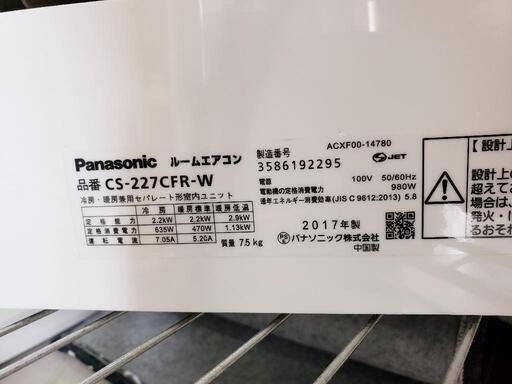 Panasonic ルームエアコン
品番 CS-227CFR-W
冷房・暖房兼用セパレート形室内ユニット
冷房 暖房標準 暖房低温
定格能力 2.2kW 2.2kW 2.9kW
定格消費電力 635W 470W 1.13kW
運転電流 7.05A 5.20A
質量 7.5kg
ACXF00-14780
製造番号
3586192295
JET
電源 100V 50/60Hz
電動機の定格消費電力 980W
通年エネルギー消費効率(JIS C 9612:2013) 5.8
2017年製
PSE パナソニック株式会社
中国製
【設計上
設計上
超えて
場合は、
発火・
るおそれ